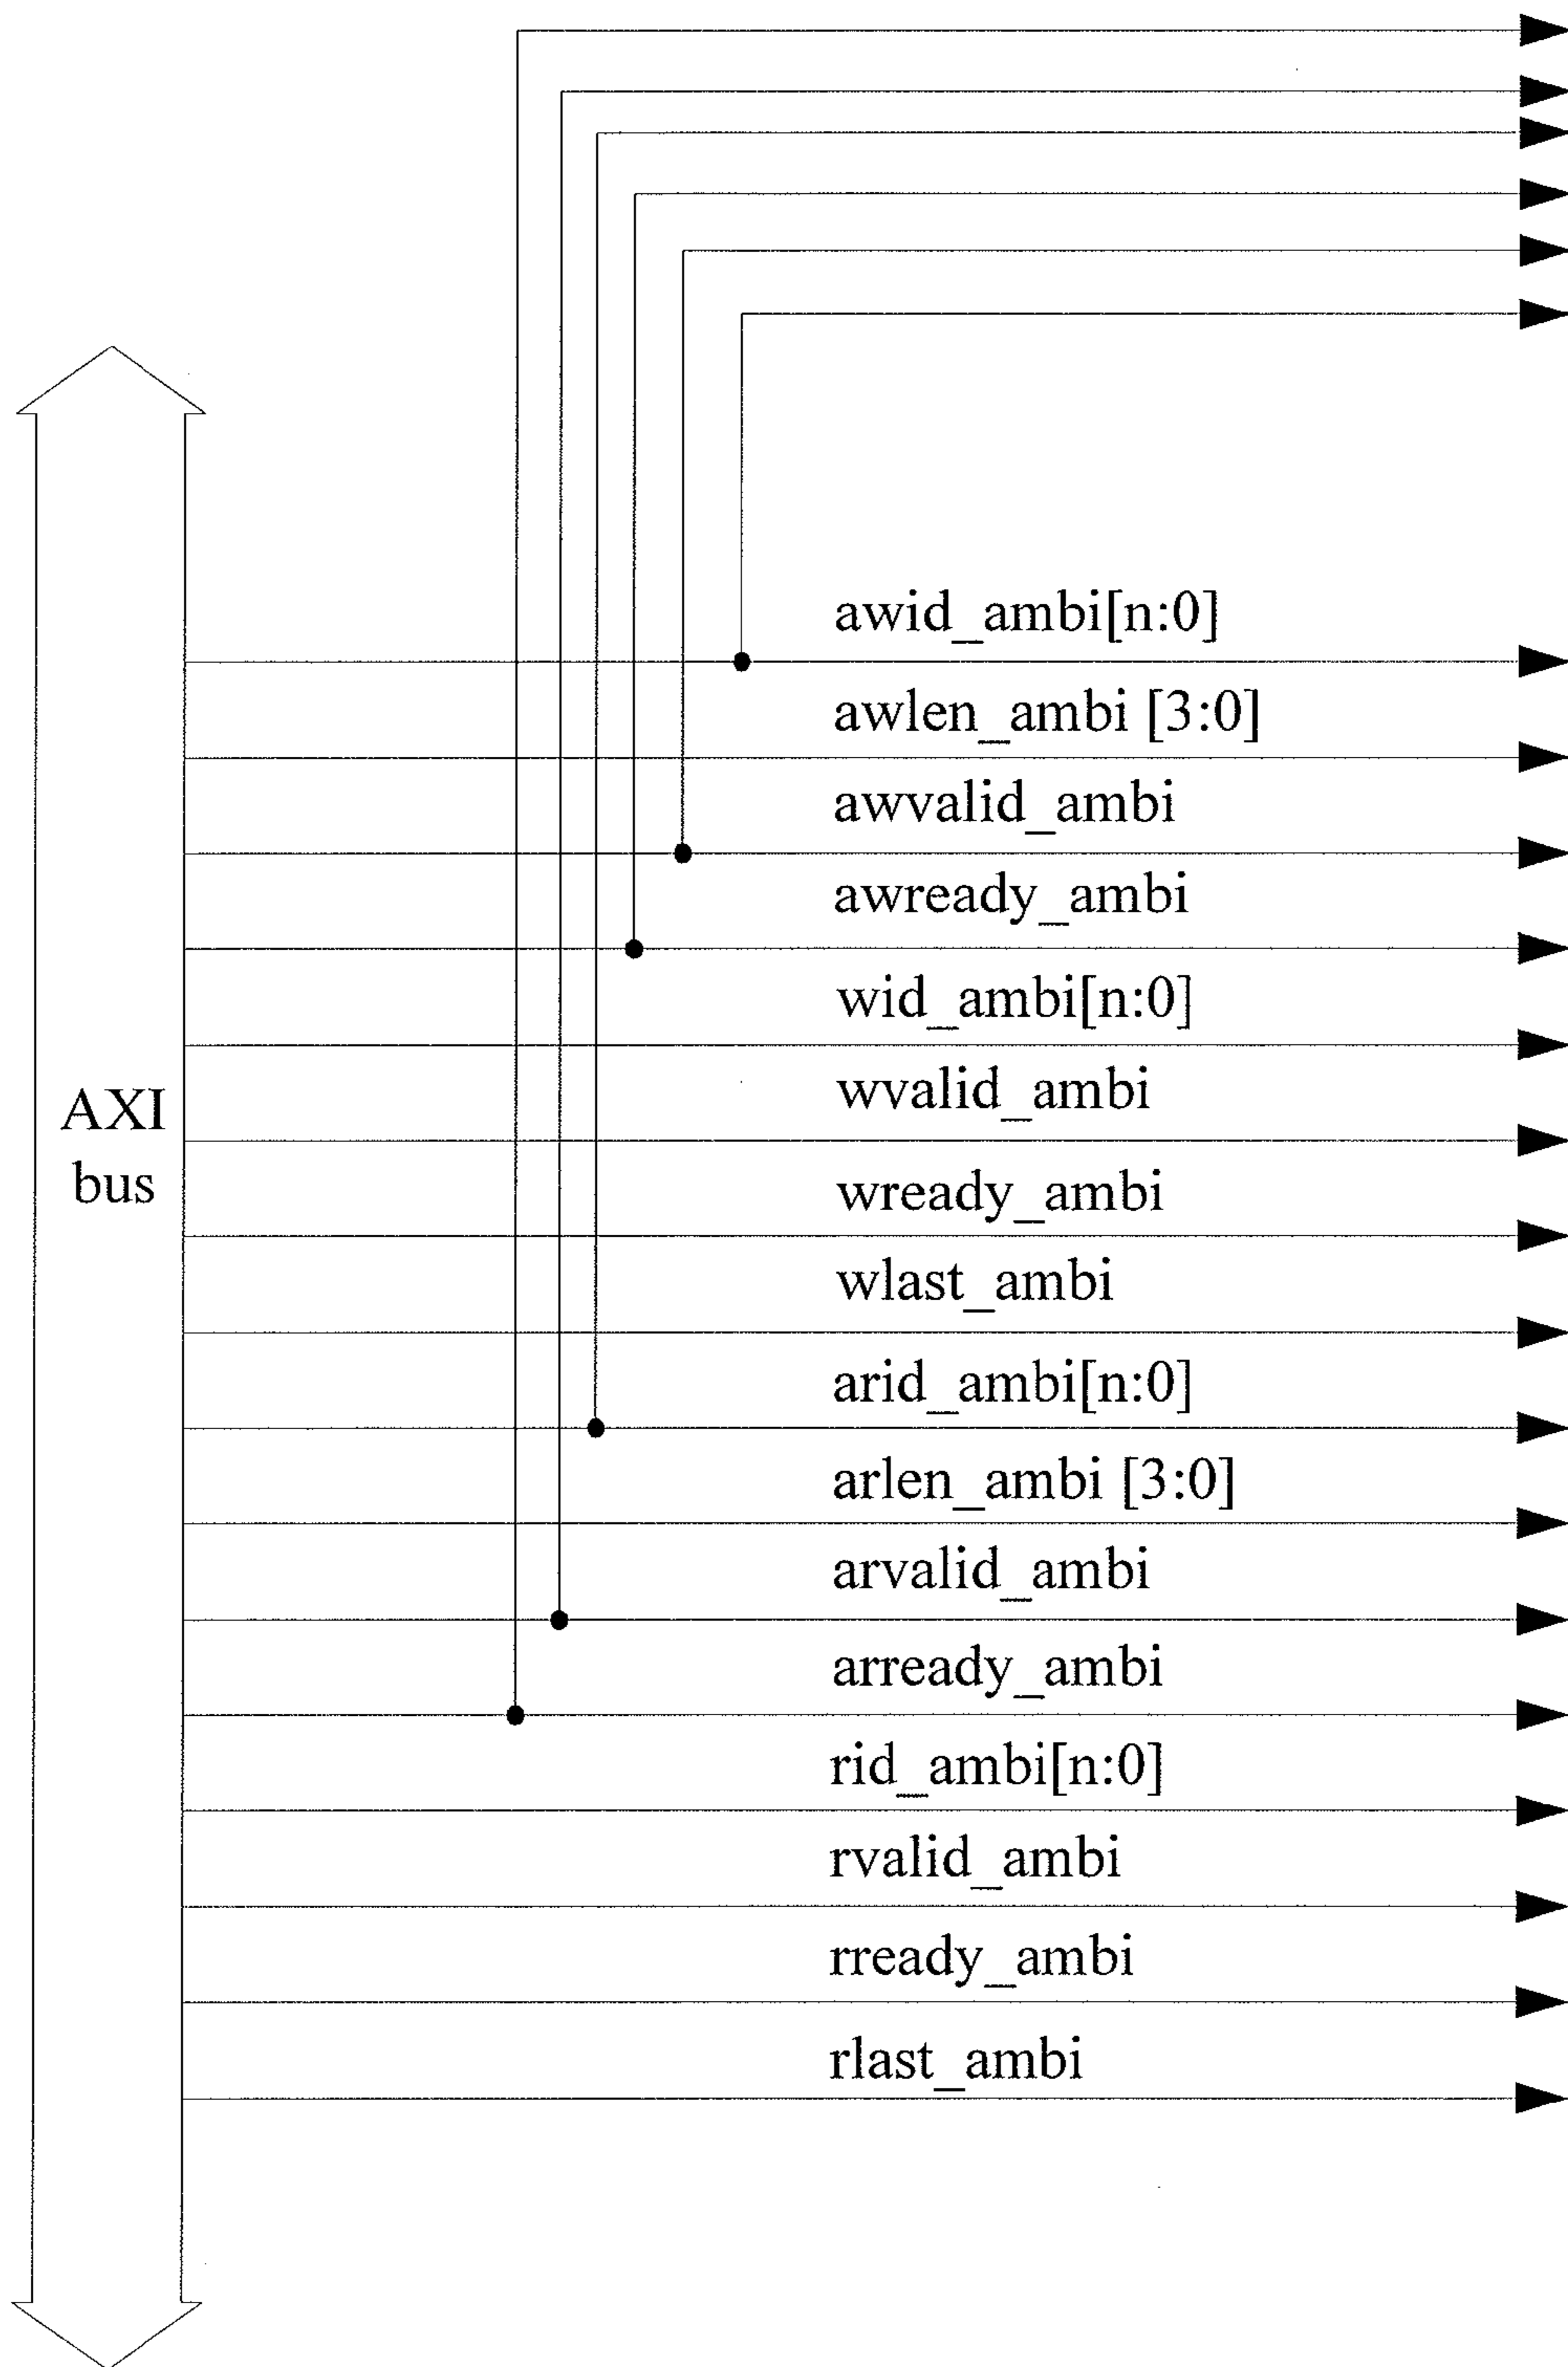 awid_ambi[n:0]
awlen_ambi [3:0]
awvalid_ambi
awready_ambi
wid_ambi[n:0]
wvalid_ambi
AXI
bus
wready_ambi
wlast_ambi
arid_ambi[n:0]
arlen_ambi [3:0]
arvalid_ambi
arready_ambi
rid_ambi[n:0]
rvalid_ambi
rready_ambi
rlast_ambi